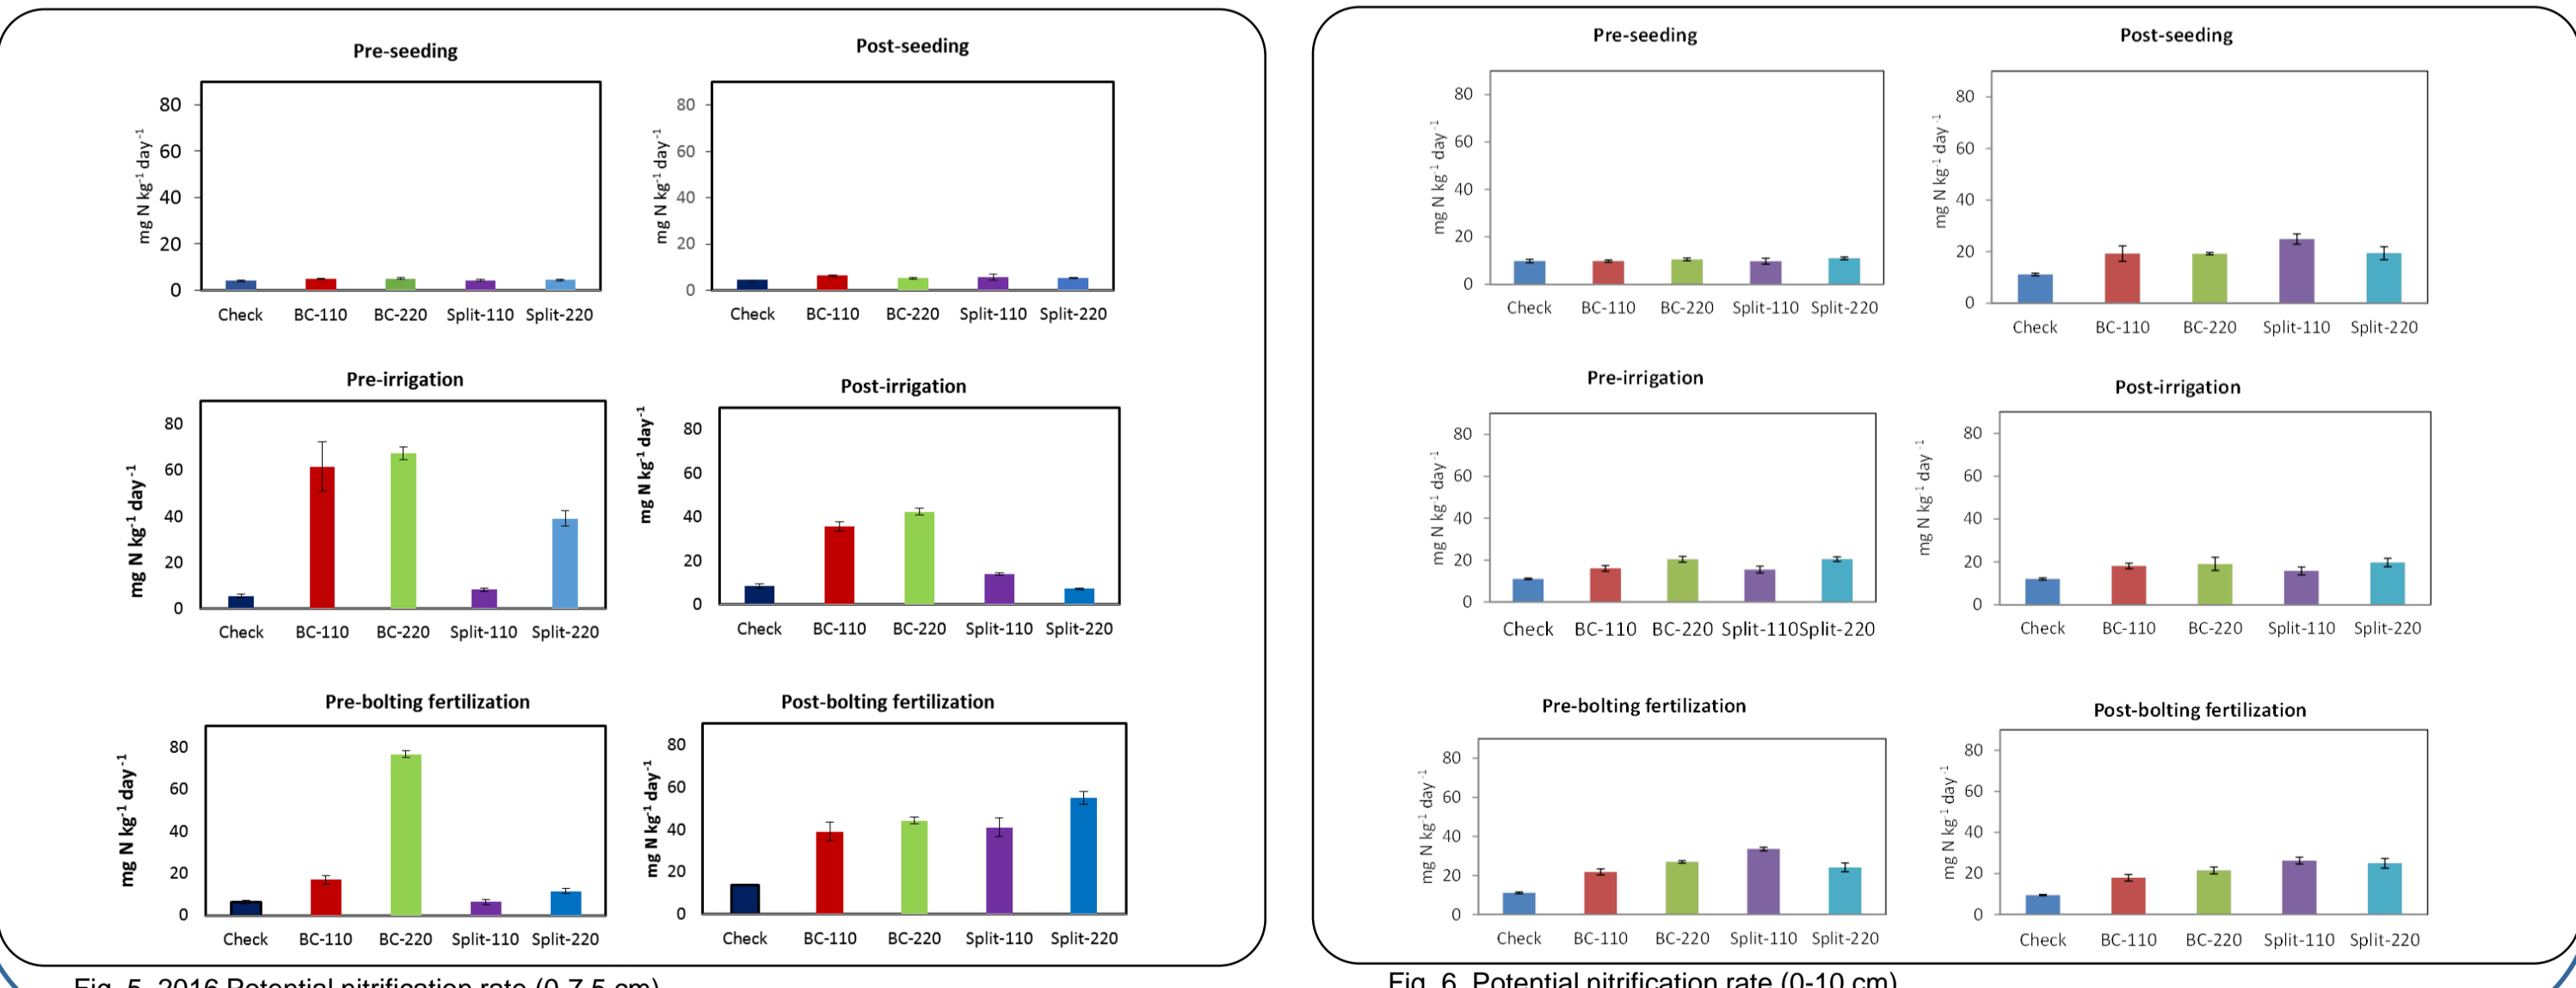 Pre-seeding
mg N kg-1 day-1
80
60
40
20
0
Check BC-110 BC-220 Split-110 Split-220
Post-seeding
mg N kg-1 day-1
80
60
40
20
0
Check BC-110 BC-220 Split-110 Split-220
Pre-irrigation
mg N kg-1 day-1
80
60
40
20
0
Check BC-110 BC-220 Split-110 Split-220
Post-irrigation
mg N kg-1 day-1
80
60
40
20
0
Check BC-110 BC-220 Split-110 Split-220
Pre-bolting fertilization
mg N kg-1 day-1
80
60
40
20
0
Check BC-110 BC-220 Split-110 Split-220
Post-bolting fertilization
mg N kg-1 day-1
80
60
40
20
0
Check BC-110 BC-220 Split-110 Split-220
Fig. 5. 2016 Potential nitrification rate (0-7.5 cm)
Pre-seeding
mg N kg-1 day-1
80
60
40
20
0
Check BC-110 BC-220 Split-110 Split-220
Post-seeding
mg N kg-1 day-1
80
60
40
20
0
Check BC-110 BC-220 Split-110 Split-220
Pre-irrigation
mg N kg-1 day-1
80
60
40
20
0
Check BC-110 BC-220 Split-110Split-220
Post-irrigation
mg N kg-1 day-1
80
60
40
20
0
Check BC-110 BC-220 Split-110 Split-220
Pre-bolting fertilization
mg N kg-1 day-1
80
60
40
20
0
Check BC-110 BC-220 Split-110 Split-220
Post-bolting fertilization
mg N kg-1 day-1
80
60
40
20
0
Check BC-110 BC-220 Split-110 Split-220
Fig. 6. Potential nitrification rate (0-10 cm)